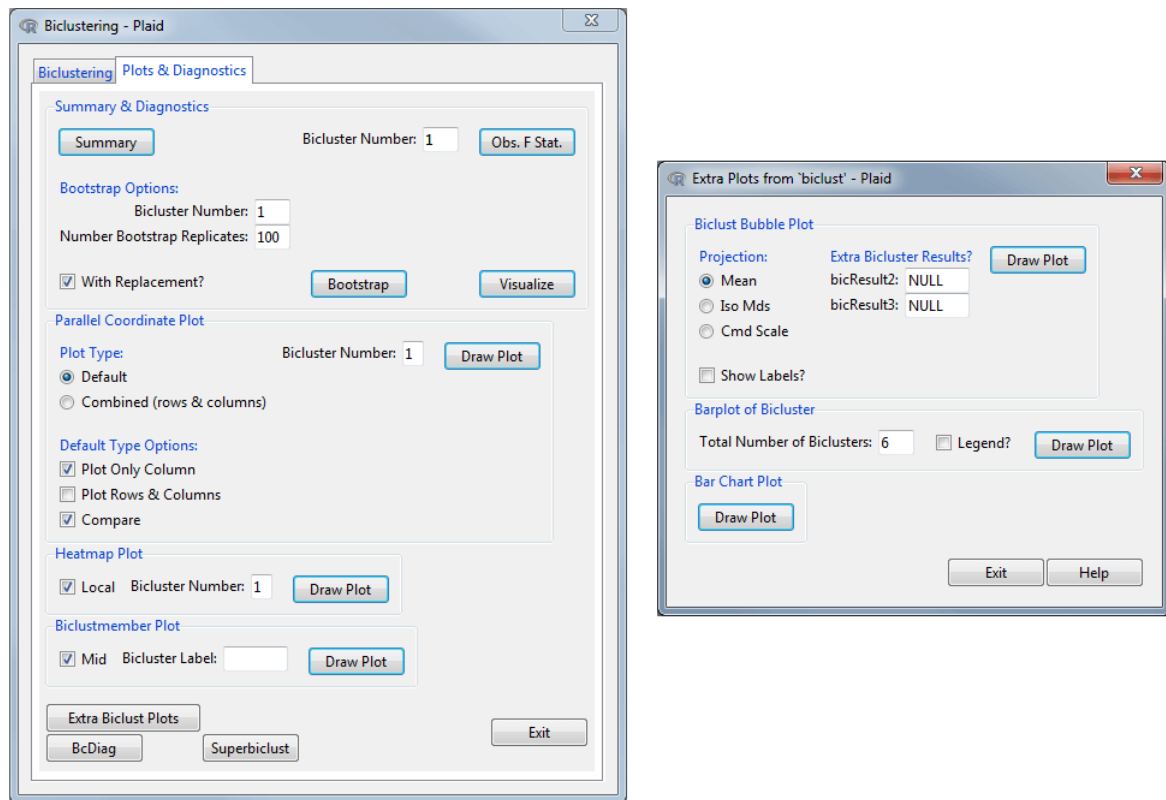 Biclustering - Plaid
Biclustering Plots & Diagnostics
Summary & Diagnostics
Summary Bicluster Number: 1 Obs. F Stat.
Bootstrap Options:
Bicluster Number: 1
Number Bootstrap Replicates: 100
With Replacement? Bootstrap Visualize
Parallel Coordinate Plot
Plot Type: Bicluster Number: 1 Draw Plot
Default
Combined (rows & columns)
Default Type Options:
Plot Only Column
Plot Rows & Columns
Compare
Heatmap Plot
Local Bicluster Number: 1 Draw Plot
Biclustmember Plot
Mid Bicluster Label: Draw Plot
Extra Biclust Plots
Exit
BcDiag Superbiclust
Extra Plots from `biclust' - Plaid
Biclust Bubble Plot
Projection: Extra Bicluster Results? Draw Plot
Mean bicResult2: NULL
Iso Mds bicResult3: NULL
Cmd Scale
Show Labels?
Barplot of Bicluster
Total Number of Biclusters: 6 Legend? Draw Plot
Bar Chart Plot
Draw Plot
Exit Help